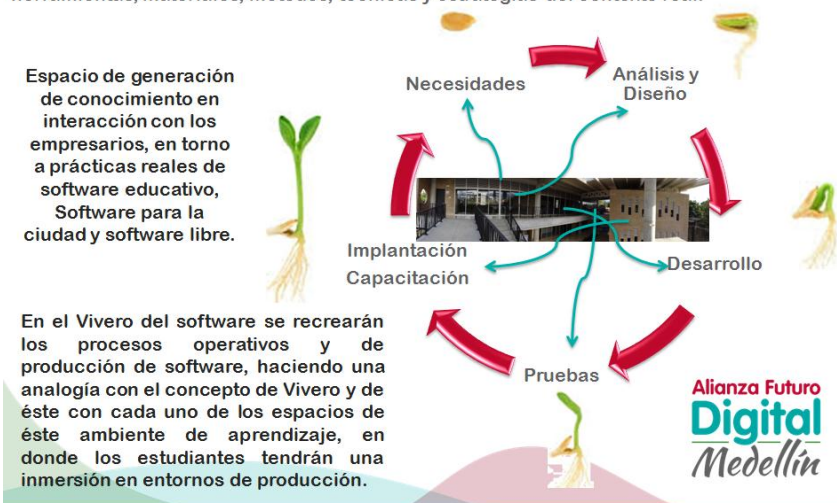 Espacio de generación
de conocimiento en
interacción con los
empresarios, en torno
a prácticas reales de
software educativo,
Software para la
ciudad y software libre.
Necesidades
Análisis y
Diseño
Implantación
Capacitación
Desarrollo
Pruebas
En el Vivero del software se recrearán
los procesos operativos y de
producción de software, haciendo una
analogía con el concepto de Vivero y de
éste con cada uno de los espacios de
éste ambiente de aprendizaje, en
donde los estudiantes tendrán una
inmersión en entornos de producción.
Alianza Futuro
Digital
Medellín